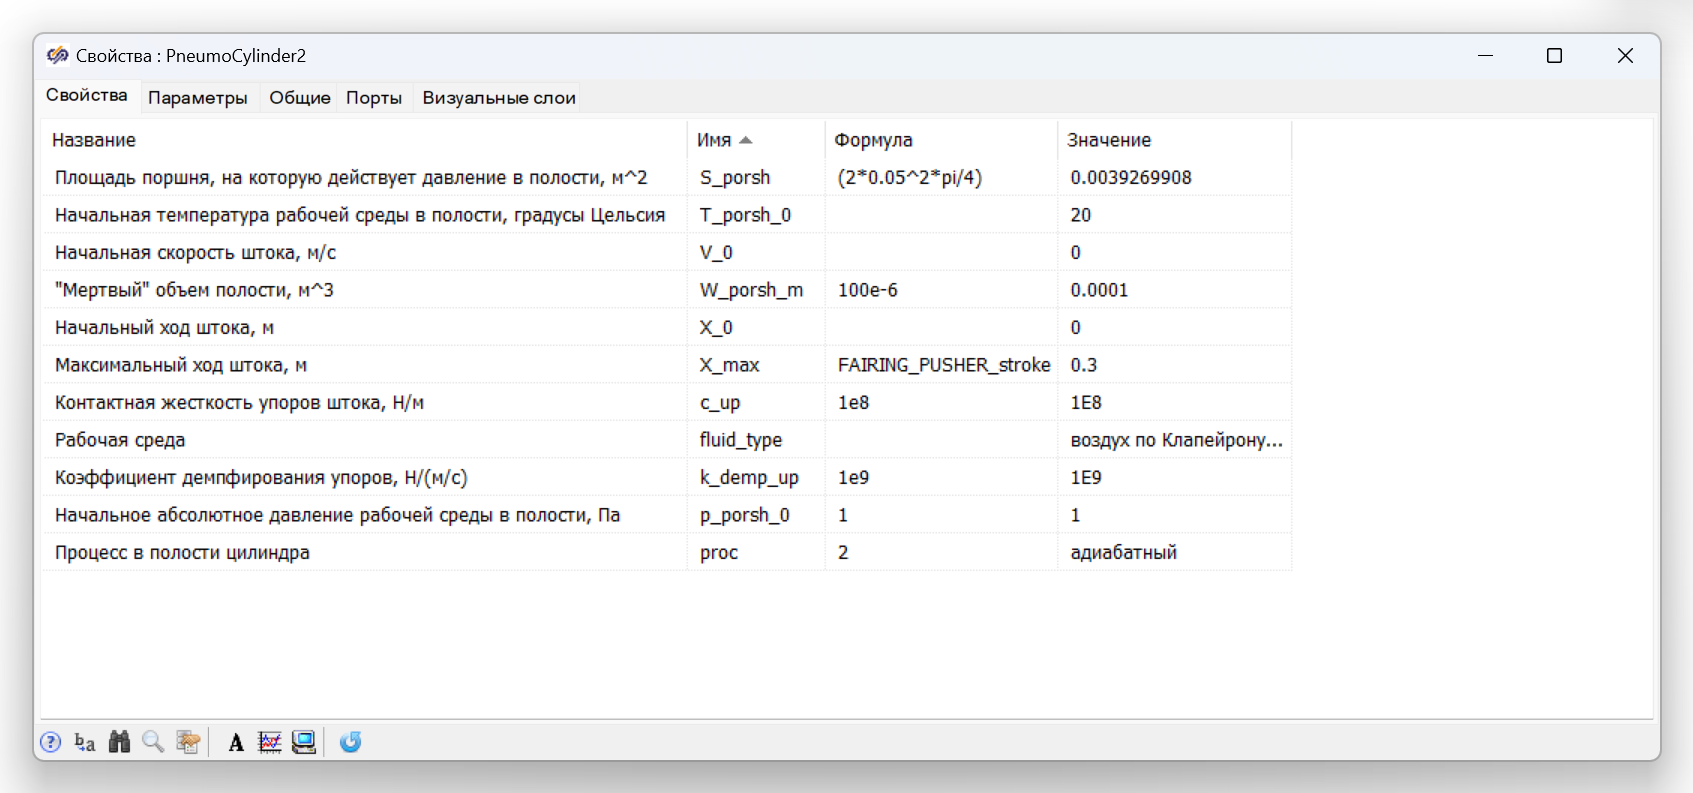 Свойства : PneumoCylinder2
Свойства Параметры Общие Порты Визуальные слои
Название Имя Формула Значение
Площадь поршня, на которую действует давление в полости, м^2 S_porsh (2*0.05^2*pi/4) 0.0039269908
Начальная температура рабочей среды в полости, градусы Цельсия T_porsh_0 20
Начальная скорость штока, м/с V_0 0
"Мертвый" объем полости, м^3 W_porsh_m 100e-6 0.0001
Начальный ход штока, м X_0 0
Максимальный ход штока, м X_max FAIRING_PUSHER_stroke 0.3
Контактная жесткость упоров штока, Н/м c_up 1e8 1E8
Рабочая среда fluid_type воздух по Клапейрону...
Коэффициент демпфирования упоров, Н/(м/с) k_demp_up 1e9 1E9
Начальное абсолютное давление рабочей среды в полости, Па p_porsh_0 1 1
Процесс в полости цилиндра proc 2 адиабатный